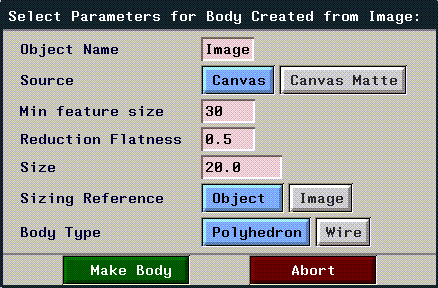 Select Parameters for Body Created from Image:
Object Name Image
Source Canvas Canvas Matte
Min feature size 30
Reduction Flatness 0.5
Size 20.0
Sizing Reference Object Image
Body Type Polyhedron Wire
Make Body Abort